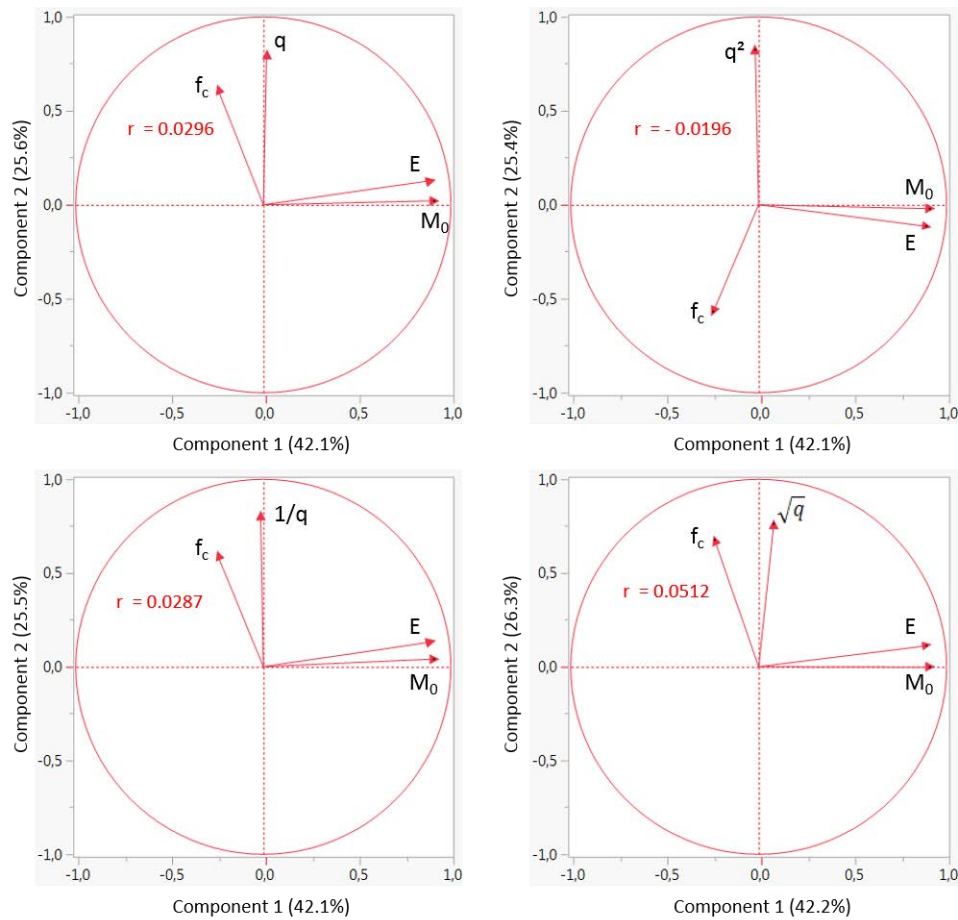 1,0
0,5
0,0
-0,5
-1,0
Component 2 (25.6%)
q
f_c
r = 0.0296
E
M_0
-1,0 -0,5 0,0 0,5 1,0
Component 1 (42.1%)
1,0
0,5
0,0
-0,5
-1,0
Component 2 (25.4%)
q²
r = - 0.0196
M_0
E
f_c
-1,0 -0,5 0,0 0,5 1,0
Component 1 (42.1%)
1,0
0,5
0,0
-0,5
-1,0
Component 2 (25.5%)
1/q
f_c
r = 0.0287
E
M_0
-1,0 -0,5 0,0 0,5 1,0
Component 1 (42.1%)
1,0
0,5
0,0
-0,5
-1,0
Component 2 (26.3%)
√q
f_c
r = 0.0512
E
M_0
-1,0 -0,5 0,0 0,5 1,0
Component 1 (42.2%)